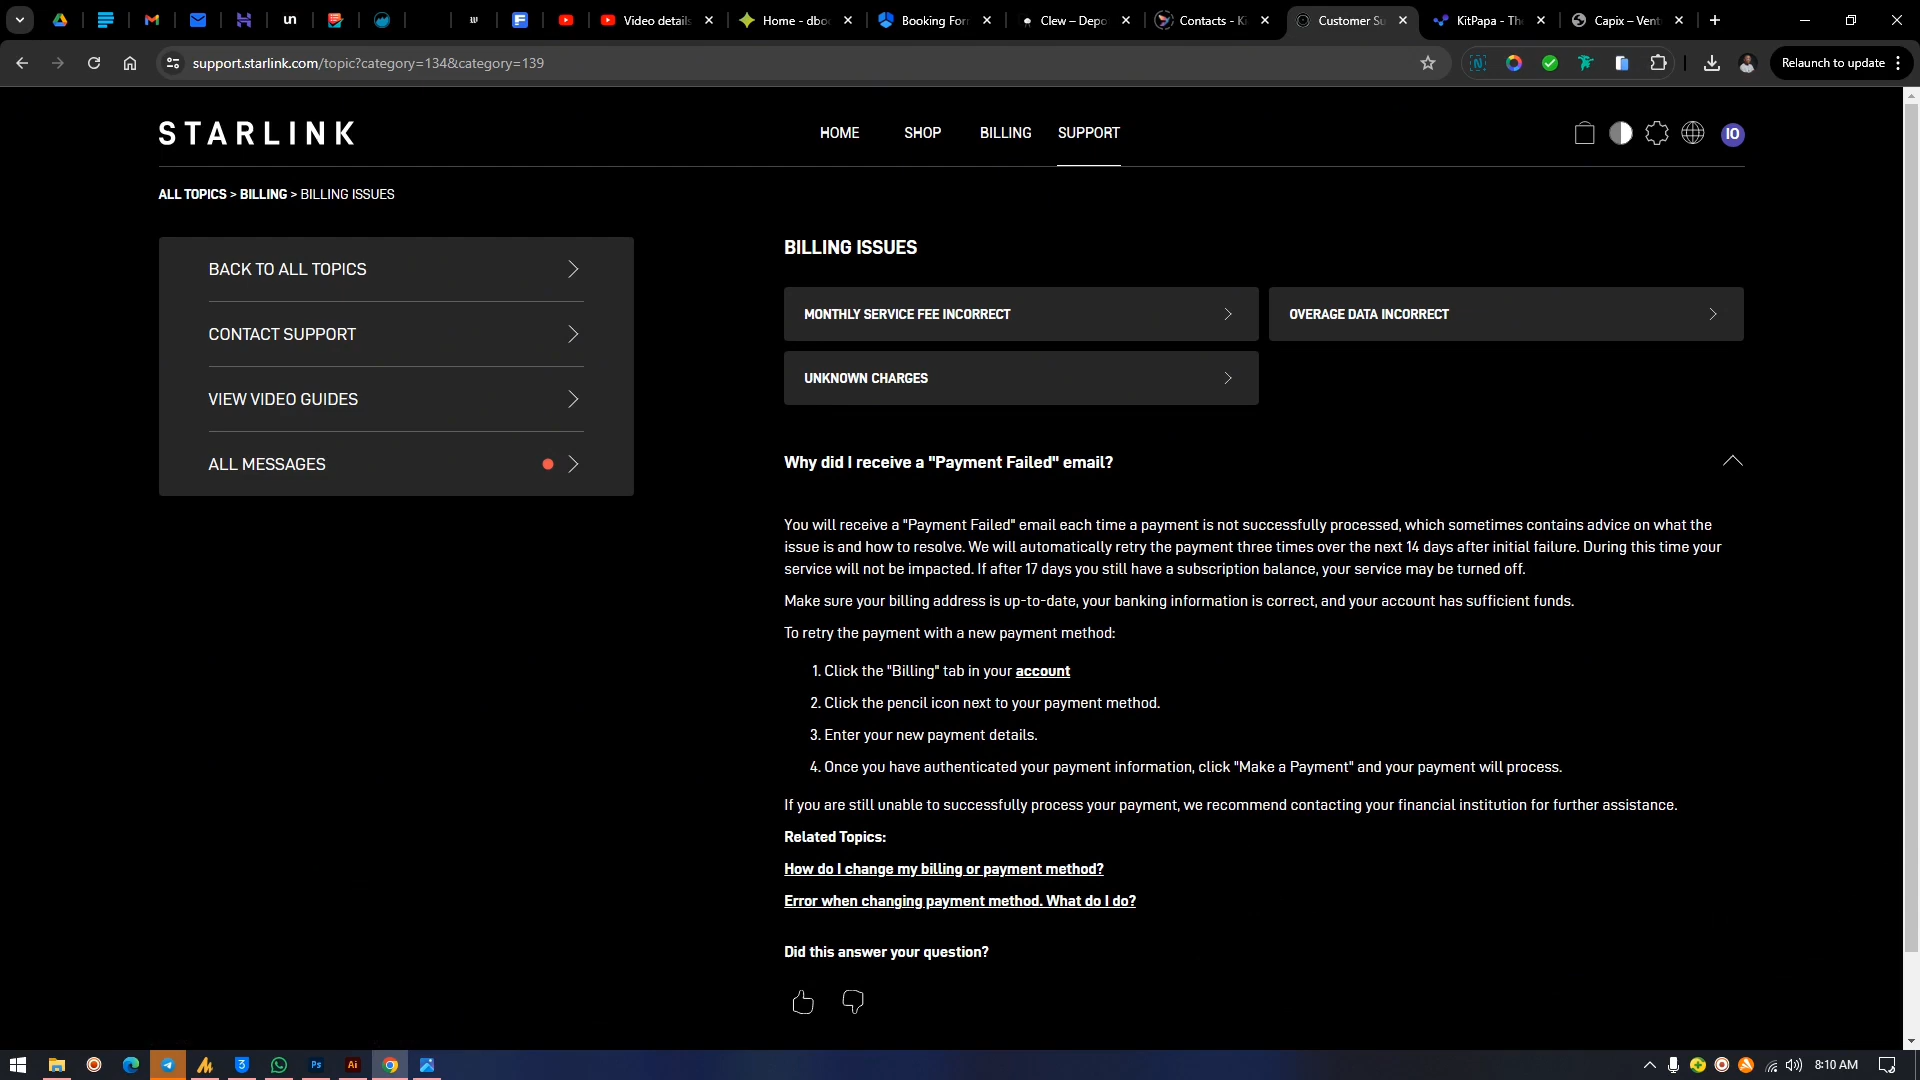 un
W
Video details
Home - dboo
Booking For
Clew – Depo
Contacts - Ki
Customer Su
KitPapa - Th
Capix – Vent
support.starlink.com/topic?category=134&category=139
Relaunch to update
STARLINK
HOME
SHOP
BILLING
SUPPORT
IO
ALL TOPICS > BILLING > BILLING ISSUES
BACK TO ALL TOPICS
CONTACT SUPPORT
VIEW VIDEO GUIDES
ALL MESSAGES
BILLING ISSUES
MONTHLY SERVICE FEE INCORRECT
OVERAGE DATA INCORRECT
UNKNOWN CHARGES
Why did I receive a "Payment Failed" email?
You will receive a "Payment Failed" email each time a payment is not successfully processed, which sometimes contains advice on what the
issue is and how to resolve. We will automatically retry the payment three times over the next 14 days after initial failure. During this time your
service will not be impacted. If after 17 days you still have a subscription balance, your service may be turned off.
Make sure your billing address is up-to-date, your banking information is correct, and your account has sufficient funds.
To retry the payment with a new payment method:
1. Click the "Billing" tab in your account
2. Click the pencil icon next to your payment method.
3. Enter your new payment details.
4. Once you have authenticated your payment information, click "Make a Payment" and your payment will process.
If you are still unable to successfully process your payment, we recommend contacting your financial institution for further assistance.
Related Topics:
How do I change my billing or payment method?
Error when changing payment method. What do I do?
Did this answer your question?
Ps
Ai
8:10 AM